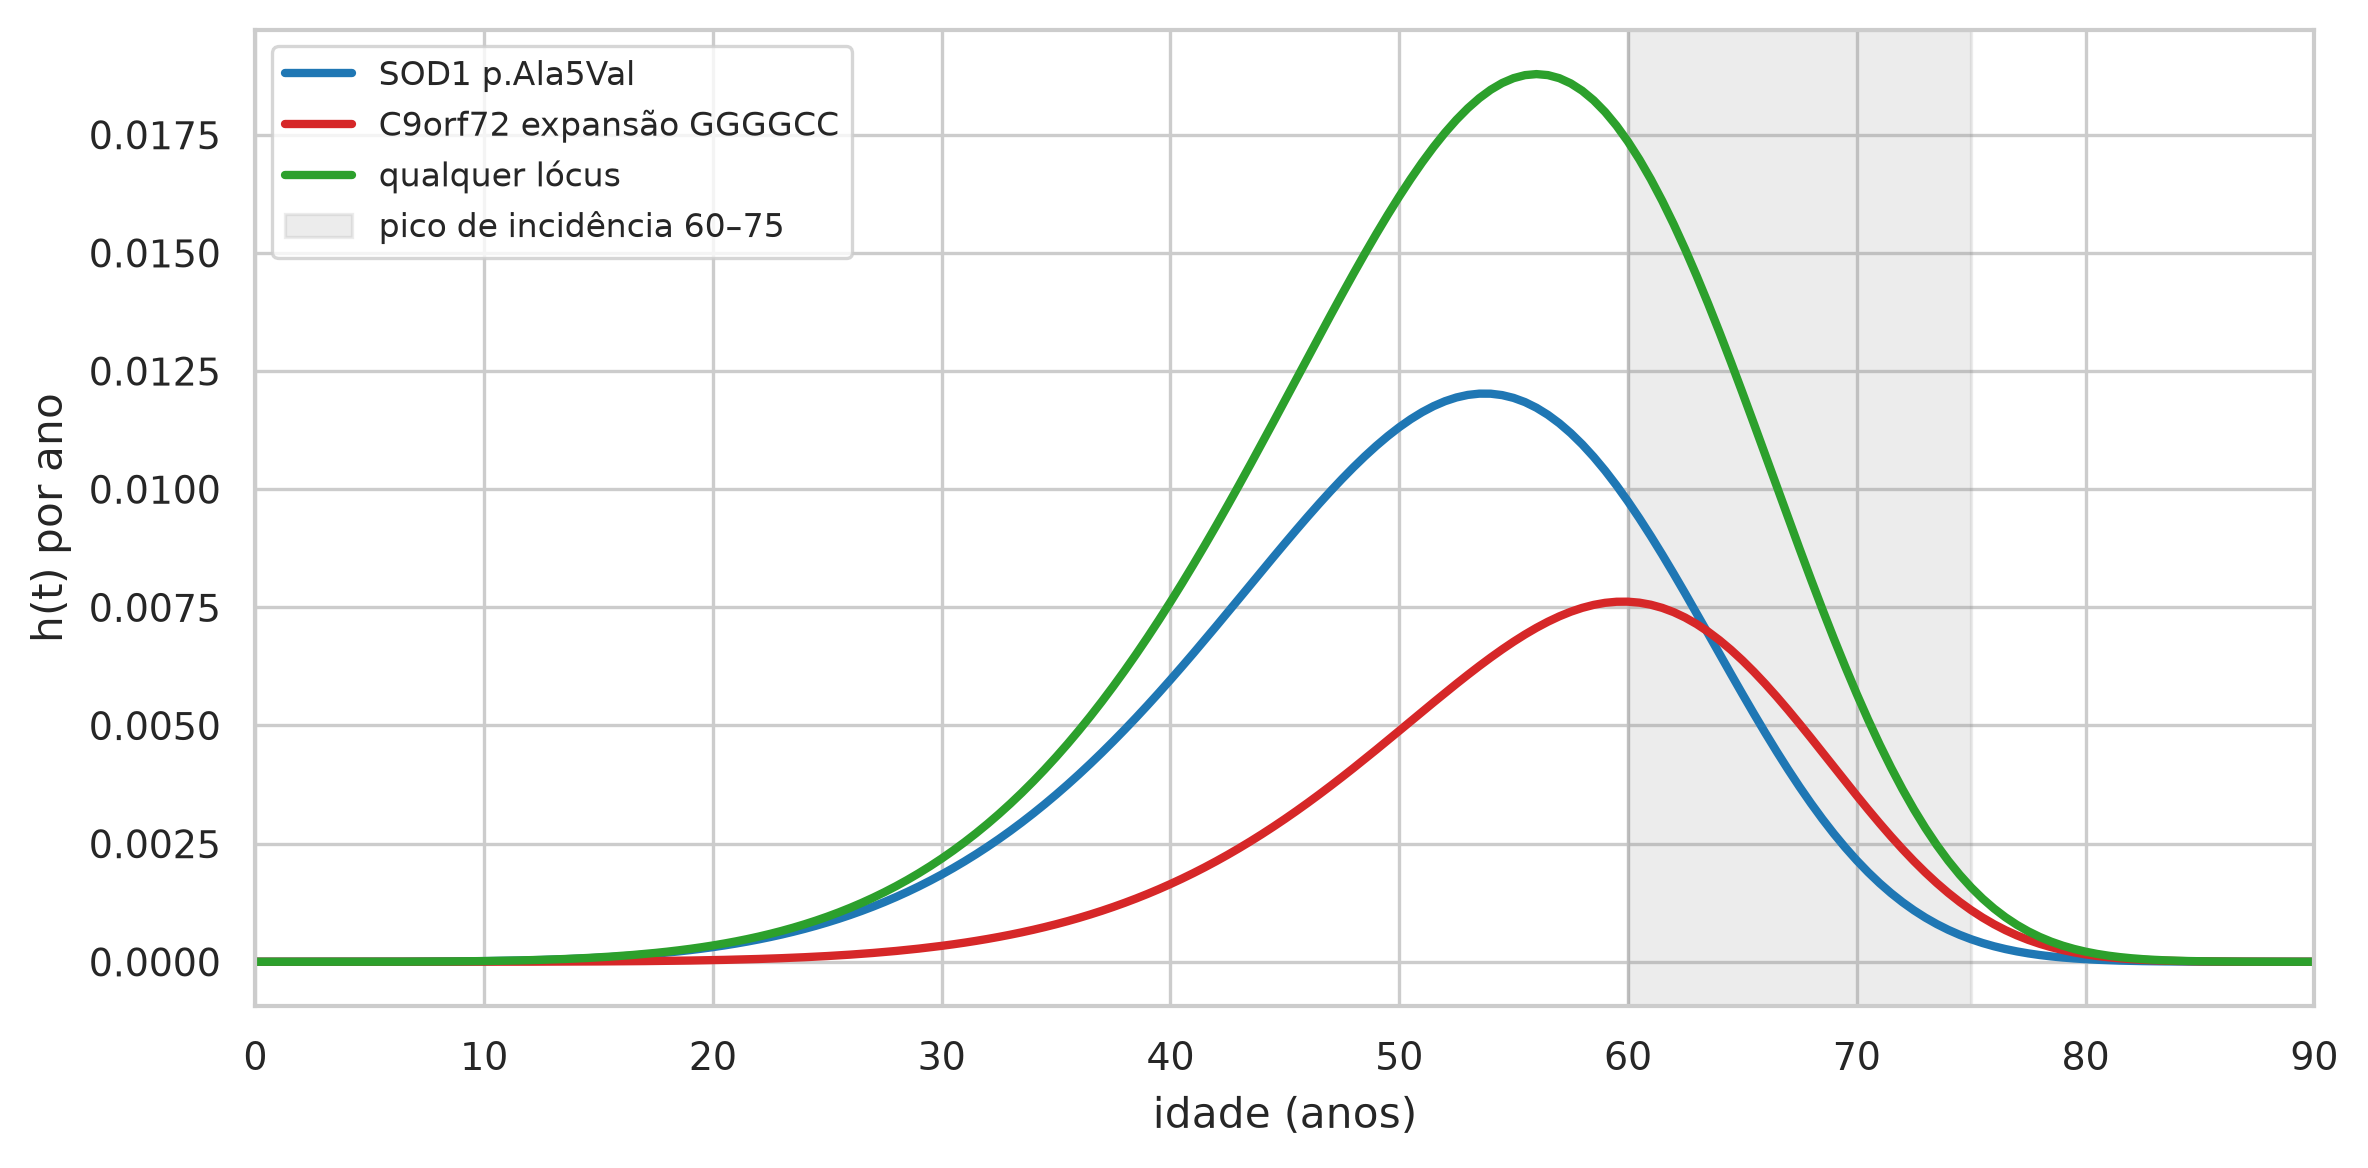 SOD1 p.Ala5Val
C9orf72 expansão GGGGCC
qualquer lócus
pico de incidência 60–75
0.0175
0.0150
0.0125
0.0100
0.0075
0.0050
0.0025
0.0000
h(t) por ano
0 10 20 30 40 50 60 70 80 90
idade (anos)